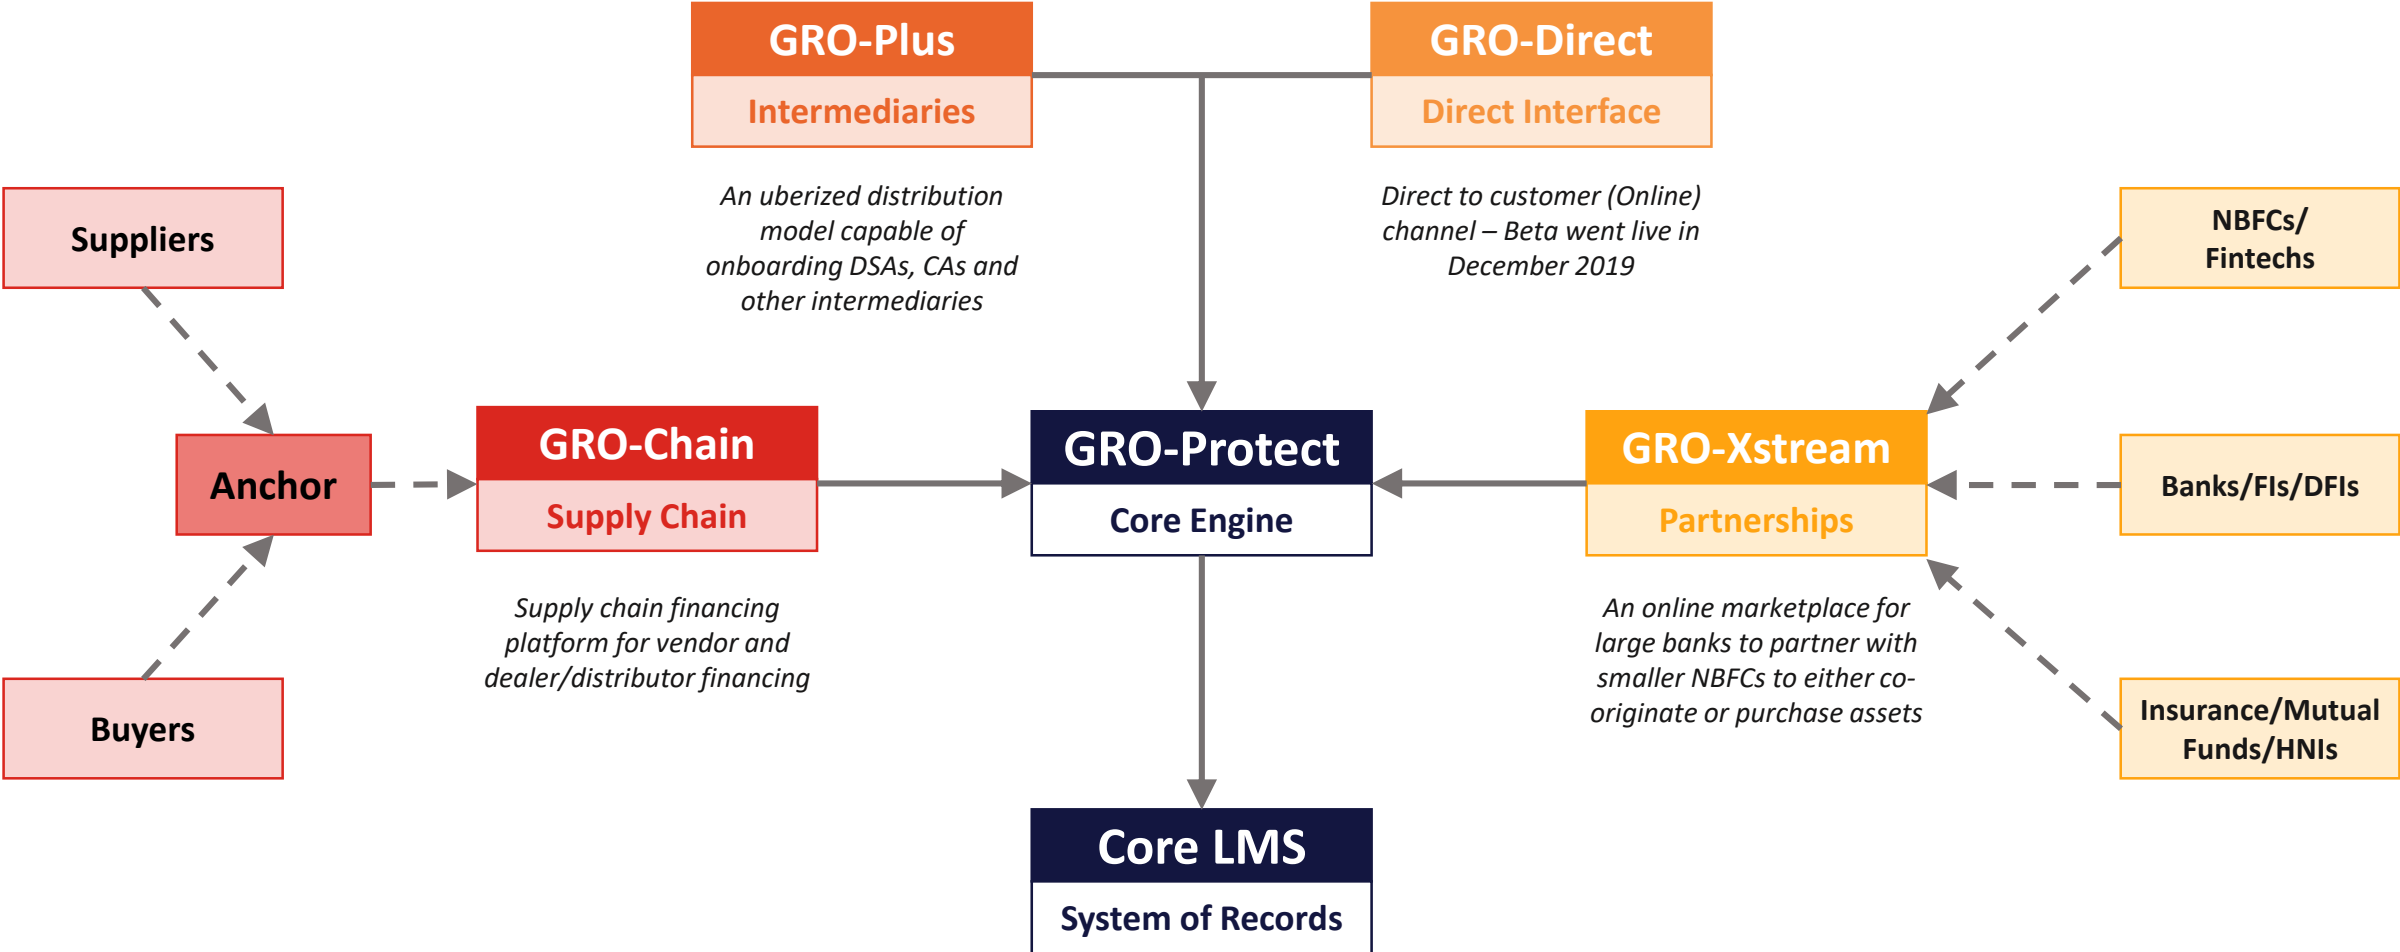 GRO-Plus
Intermediaries
An uberized distribution
model capable of
onboarding DSAs, CAs and
other intermediaries
GRO-Direct
Direct Interface
Direct to customer (Online)
channel – Beta went live in
December 2019
Suppliers
Anchor
Buyers
GRO-Chain
Supply Chain
Supply chain financing
platform for vendor and
dealer/distributor financing
GRO-Protect
Core Engine
GRO-Xstream
Partnerships
An online marketplace for
large banks to partner with
smaller NBFCs to either co-
originate or purchase assets
NBFCs/
Fintechs
Banks/FIs/DFIs
Insurance/Mutual
Funds/HNIs
Core LMS
System of Records